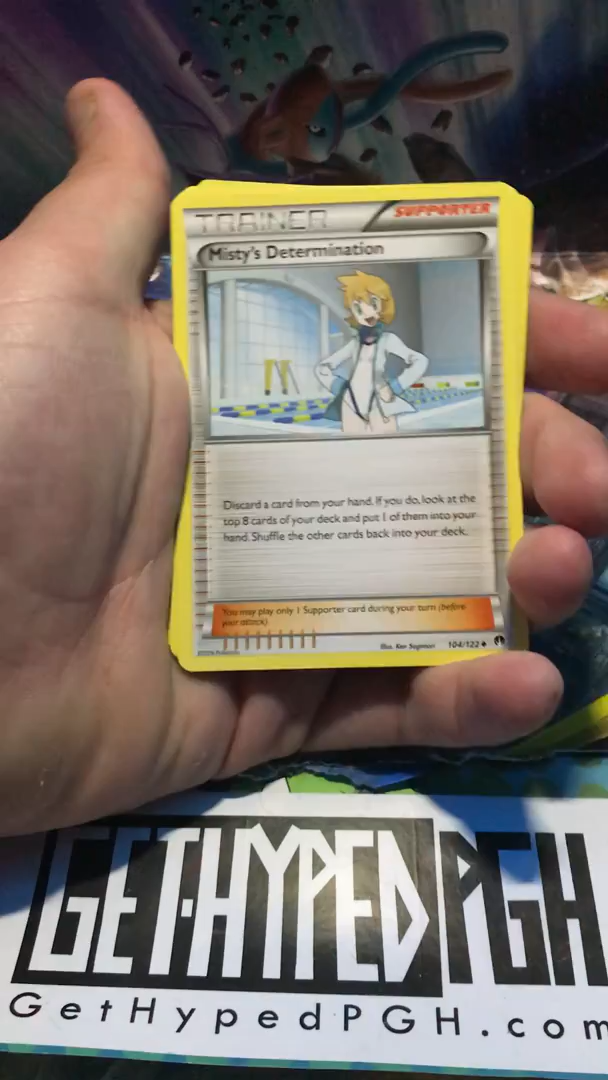 TRAINER SUPPORTER
Misty's Determination
Discard a card from your hand. If you do, look at the
top 8 cards of your deck and put 1 of them into your
hand. Shuffle the other cards back into your deck.
You may play only 1 Supporter card during your turn (before
your attack).
Illus. Ken Sugimori 104/122
GET-HYPEDPGH
GetHypedPGH.com